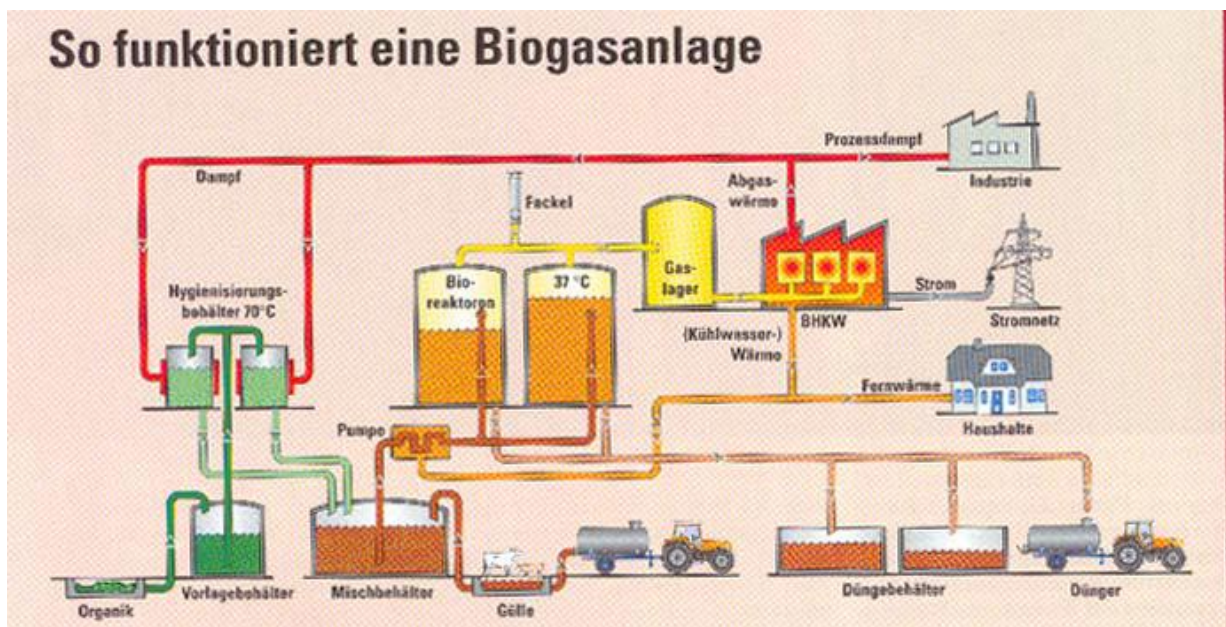 So funktioniert eine Biogasanlage
Prozessdampf
Dampf
Industrie
Abgas-
wärme
Fackel
Bio-
reaktoren
37 °C
Gas-
lager
Strom
Hygienisierungs-
behälter 70°C
BHKW
Stromnetz
(Kühlwasser-)
Wärme
Fernwärme
Haushalte
Pumpe
Organik
Vorlagebehälter
Mischbehälter
Gülle
Düngebehälter
Dünger